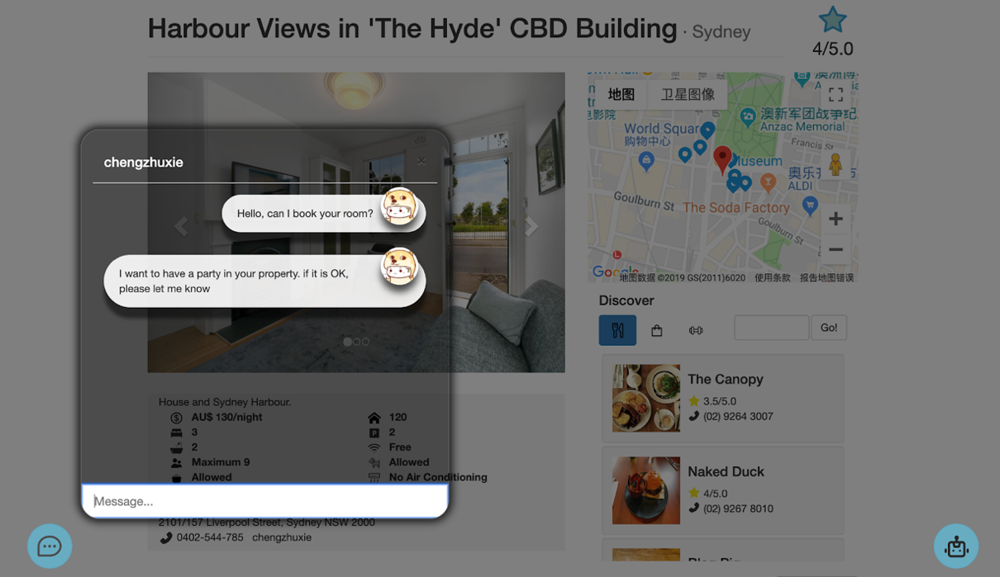 Harbour Views in 'The Hyde' CBD Building · Sydney
4/5.0
chengzhuxie
Hello, can I book your room?
I want to have a party in your property. if it is OK,
please let me know
House and Sydney Harbour.
AU$ 130/night
120
3
2
2
Free
Maximum 9
Allowed
Allowed
No Air Conditioning
Message...
2101/157 Liverpool Street, Sydney NSW 2000
0402-544-785 chengzhuxie
地图
卫星图像
电影院
澳新军团战争纪
Anzac Memorial
World Squar
购物中心
Francis St
Museum
奥乐齐
ALDI
Goulburn St
The Soda Factory
Goulburn St
Google
地图数据 ©2019 GS(2011)6020 使用条款 报告地图错误
Discover
Go!
The Canopy
3.5/5.0
(02) 9264 3007
Naked Duck
4/5.0
(02) 9267 8010